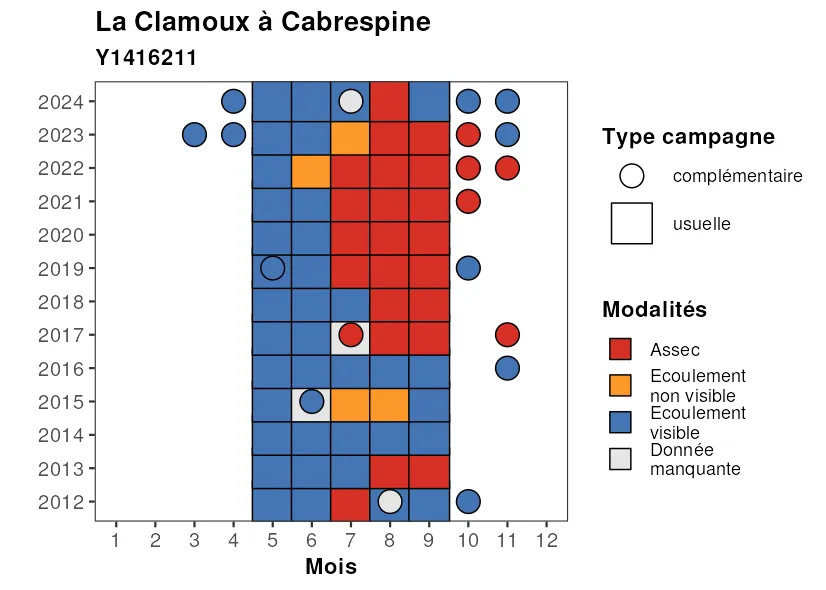 La Clamoux à Cabrespine
Y1416211
2024
2023
2022
2021
2020
2019
2018
2017
2016
2015
2014
2013
2012
1 2 3 4 5 6 7 8 9 10 11 12
Mois
Type campagne
complémentaire
usuelle
Modalités
Assec
Ecoulement
non visible
Ecoulement
visible
Donnée
manquante